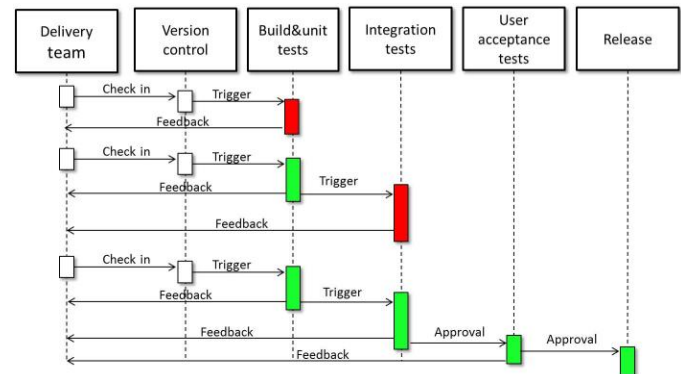 Delivery
team
Version
control
Build&unit
tests
Integration
tests
User
acceptance
tests
Release
Check in
Trigger
Feedback
Check in
Trigger
Feedback
Trigger
Feedback
Check in
Trigger
Feedback
Trigger
Feedback
Approval
Approval
Feedback